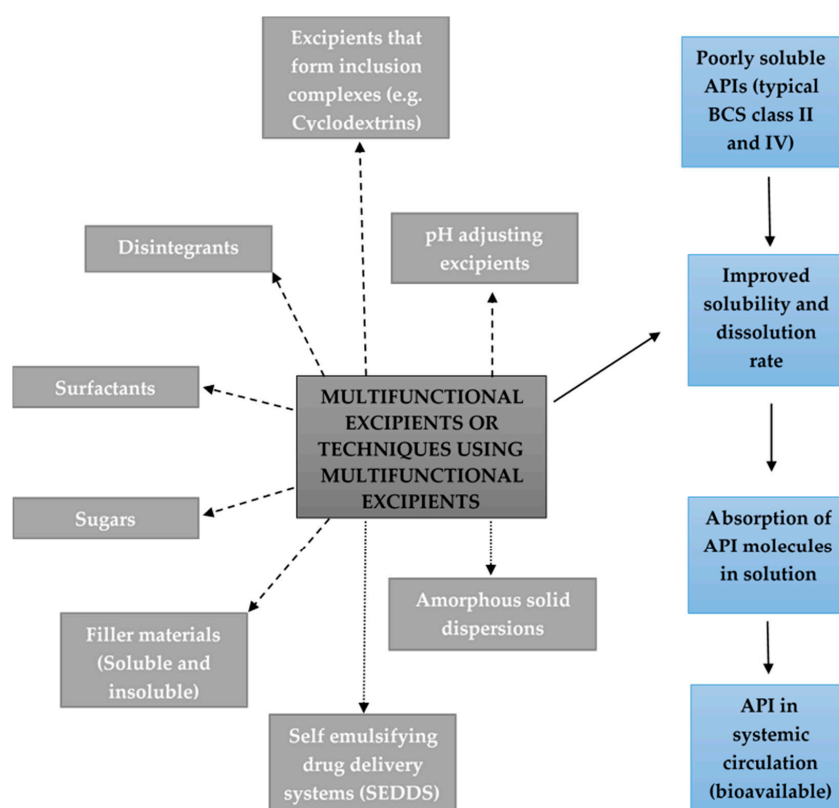 Excipients that
form inclusion
complexes (e.g.
Cyclodextrins)
Poorly soluble
APIs (typical
BCS class II
and IV)
Disintegrants
pH adjusting
excipients
Improved
solubility and
dissolution
rate
Surfactants
MULTIFUNCTIONAL
EXCIPIENTS OR
TECHNIQUES USING
MULTIFUNCTIONAL
EXCIPIENTS
Sugars
Absorption of
API molecules
in solution
Filler materials
(Soluble and
insoluble)
Amorphous solid
dispersions
Self emulsifying
drug delivery
systems (SEDDS)
API in
systemic
circulation
(bioavailable)